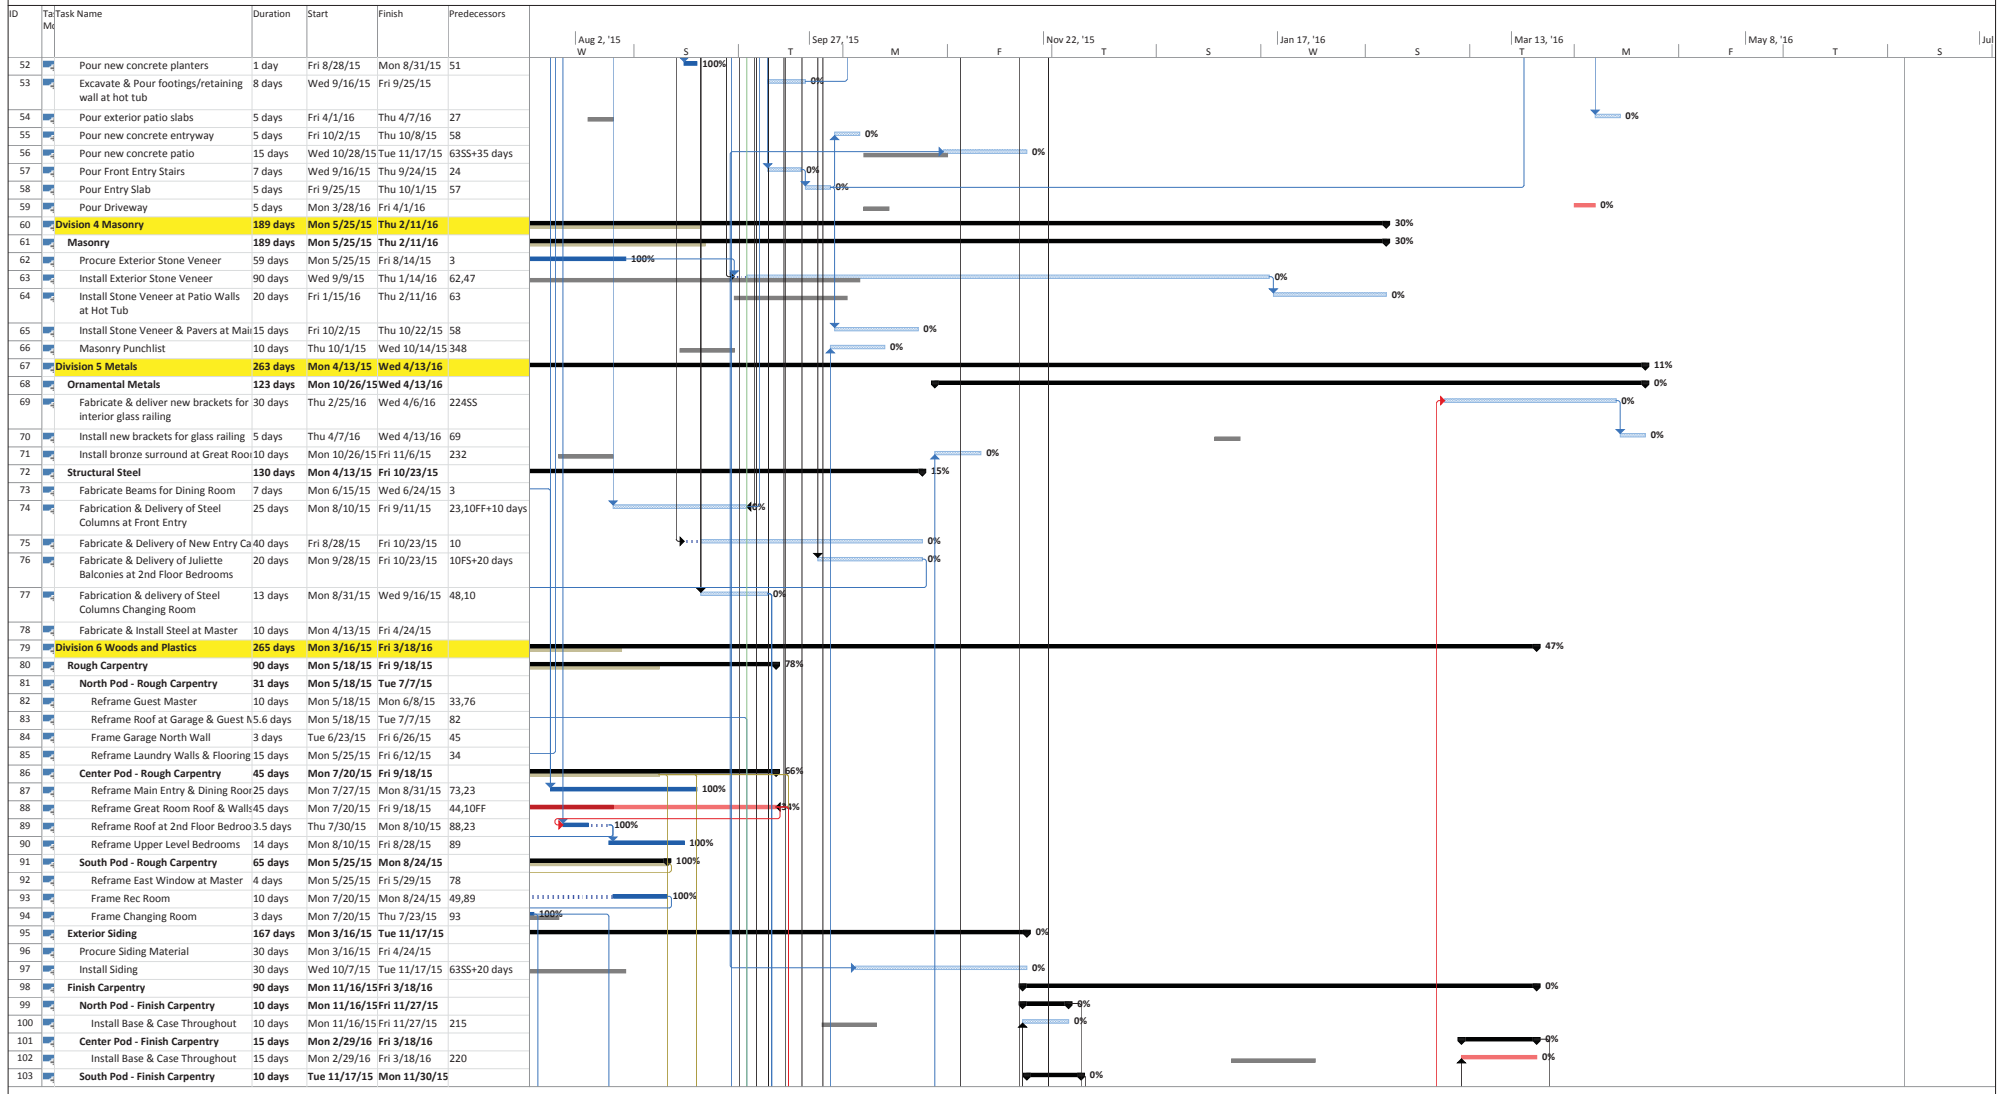 ID Ta Task Name Duration Start Finish Predecessors
Mo
Aug 2, '15 Sep 27, '15 Nov 22, '15 Jan 17, '16 Mar 13, '16 May 8, '16 Jul
W S T M F T S W S T M F T S
52 Pour new concrete planters 1 day Fri 8/28/15 Mon 8/31/15 51 100%
53 Excavate & Pour footings/retaining 8 days Wed 9/16/15 Fri 9/25/15 0%
wall at hot tub
54 Pour exterior patio slabs 5 days Fri 4/1/16 Thu 4/7/16 27 0%
55 Pour new concrete entryway 5 days Fri 10/2/15 Thu 10/8/15 58 0%
56 Pour new concrete patio 15 days Wed 10/28/15 Tue 11/17/15 63SS+35 days 0%
57 Pour Front Entry Stairs 7 days Wed 9/16/15 Thu 9/24/15 24 0%
58 Pour Entry Slab 5 days Fri 9/25/15 Thu 10/1/15 57 0%
59 Pour Driveway 5 days Mon 3/28/16 Fri 4/1/16 0%
60 Dvision 4 Masonry 189 days Mon 5/25/15 Thu 2/11/16 30%
61 Masonry 189 days Mon 5/25/15 Thu 2/11/16 30%
62 Procure Exterior Stone Veneer 59 days Mon 5/25/15 Fri 8/14/15 3 100%
63 Install Exterior Stone Veneer 90 days Wed 9/9/15 Thu 1/14/16 62,47 0%
64 Install Stone Veneer at Patio Walls 20 days Fri 1/15/16 Thu 2/11/16 63 0%
at Hot Tub
65 Install Stone Veneer & Pavers at Mai 15 days Fri 10/2/15 Thu 10/22/15 58 0%
66 Masonry Punchlist 10 days Thu 10/1/15 Wed 10/14/15 348 0%
67 Division 5 Metals 263 days Mon 4/13/15 Wed 4/13/16 11%
68 Ornamental Metals 123 days Mon 10/26/15 Wed 4/13/16 0%
69 Fabricate & deliver new brackets for 30 days Thu 2/25/16 Wed 4/6/16 224SS 0%
interior glass railing
70 Install new brackets for glass railing 5 days Thu 4/7/16 Wed 4/13/16 69 0%
71 Install bronze surround at Great Roo 10 days Mon 10/26/15 Fri 11/6/15 232 0%
72 Structural Steel 130 days Mon 4/13/15 Fri 10/23/15 15%
73 Fabricate Beams for Dining Room 7 days Mon 6/15/15 Wed 6/24/15 3
74 Fabrication & Delivery of Steel 25 days Mon 8/10/15 Fri 9/11/15 23,10FF+10 days 0%
Columns at Front Entry
75 Fabricate & Delivery of New Entry Ca 40 days Fri 8/28/15 Fri 10/23/15 10 0%
76 Fabricate & Delivery of Juliette 20 days Mon 9/28/15 Fri 10/23/15 10FS+20 days 0%
Balconies at 2nd Floor Bedrooms
77 Fabrication & delivery of Steel 13 days Mon 8/31/15 Wed 9/16/15 48,10 0%
Columns Changing Room
78 Fabricate & Install Steel at Master 10 days Mon 4/13/15 Fri 4/24/15
79 Division 6 Woods and Plastics 265 days Mon 3/16/15 Fri 3/18/16 47%
80 Rough Carpentry 90 days Mon 5/18/15 Fri 9/18/15 78%
81 North Pod - Rough Carpentry 31 days Mon 5/18/15 Tue 7/7/15
82 Reframe Guest Master 10 days Mon 5/18/15 Mon 6/8/15 33,76
83 Reframe Roof at Garage & Guest M 5.6 days Mon 5/18/15 Tue 7/7/15 82
84 Frame Garage North Wall 3 days Tue 6/23/15 Fri 6/26/15 45
85 Reframe Laundry Walls & Flooring 15 days Mon 5/25/15 Fri 6/12/15 34
86 Center Pod - Rough Carpentry 45 days Mon 7/20/15 Fri 9/18/15 66%
87 Reframe Main Entry & Dining Roor 25 days Mon 7/27/15 Mon 8/31/15 73,23 100%
88 Reframe Great Room Roof & Walls 45 days Mon 7/20/15 Fri 9/18/15 44,10FF 34%
89 Reframe Roof at 2nd Floor Bedroo 3.5 days Thu 7/30/15 Mon 8/10/15 88,23 100%
90 Reframe Upper Level Bedrooms 14 days Mon 8/10/15 Fri 8/28/15 89 100%
91 South Pod - Rough Carpentry 65 days Mon 5/25/15 Mon 8/24/15 100%
92 Reframe East Window at Master 4 days Mon 5/25/15 Fri 5/29/15 78
93 Frame Rec Room 10 days Mon 7/20/15 Mon 8/24/15 49,89 100%
94 Frame Changing Room 3 days Mon 7/20/15 Thu 7/23/15 93 100%
95 Exterior Siding 167 days Mon 3/16/15 Tue 11/17/15 0%
96 Procure Siding Material 30 days Mon 3/16/15 Fri 4/24/15
97 Install Siding 30 days Wed 10/7/15 Tue 11/17/15 63SS+20 days 0%
98 Finish Carpentry 90 days Mon 11/16/15 Fri 3/18/16 0%
99 North Pod - Finish Carpentry 10 days Mon 11/16/15 Fri 11/27/15 0%
100 Install Base & Case Throughout 10 days Mon 11/16/15 Fri 11/27/15 215 0%
101 Center Pod - Finish Carpentry 15 days Mon 2/29/16 Fri 3/18/16 0%
102 Install Base & Case Throughout 15 days Mon 2/29/16 Fri 3/18/16 220 0%
103 South Pod - Finish Carpentry 10 days Tue 11/17/15 Mon 11/30/15 0%